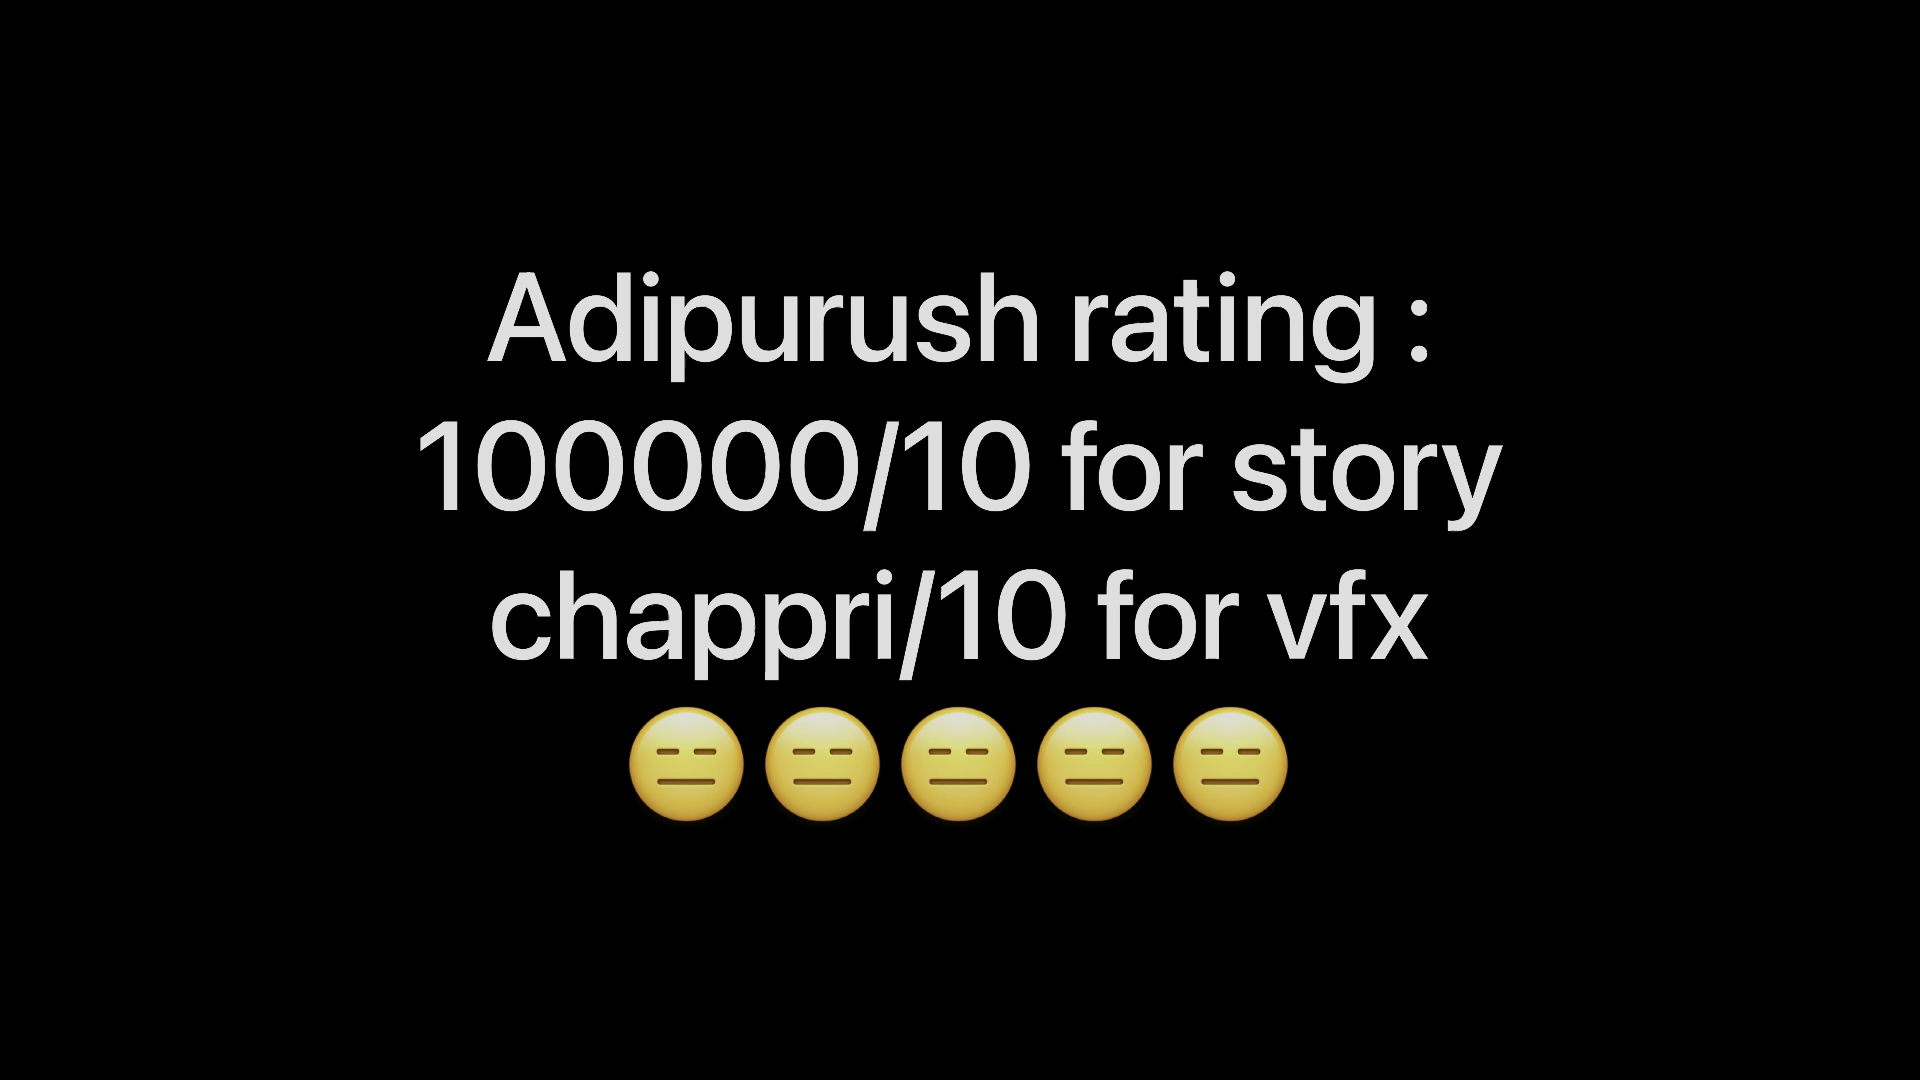 Adipurush rating :
100000/10 for story
chappri/10 for vfx
😑😑😑😑😑